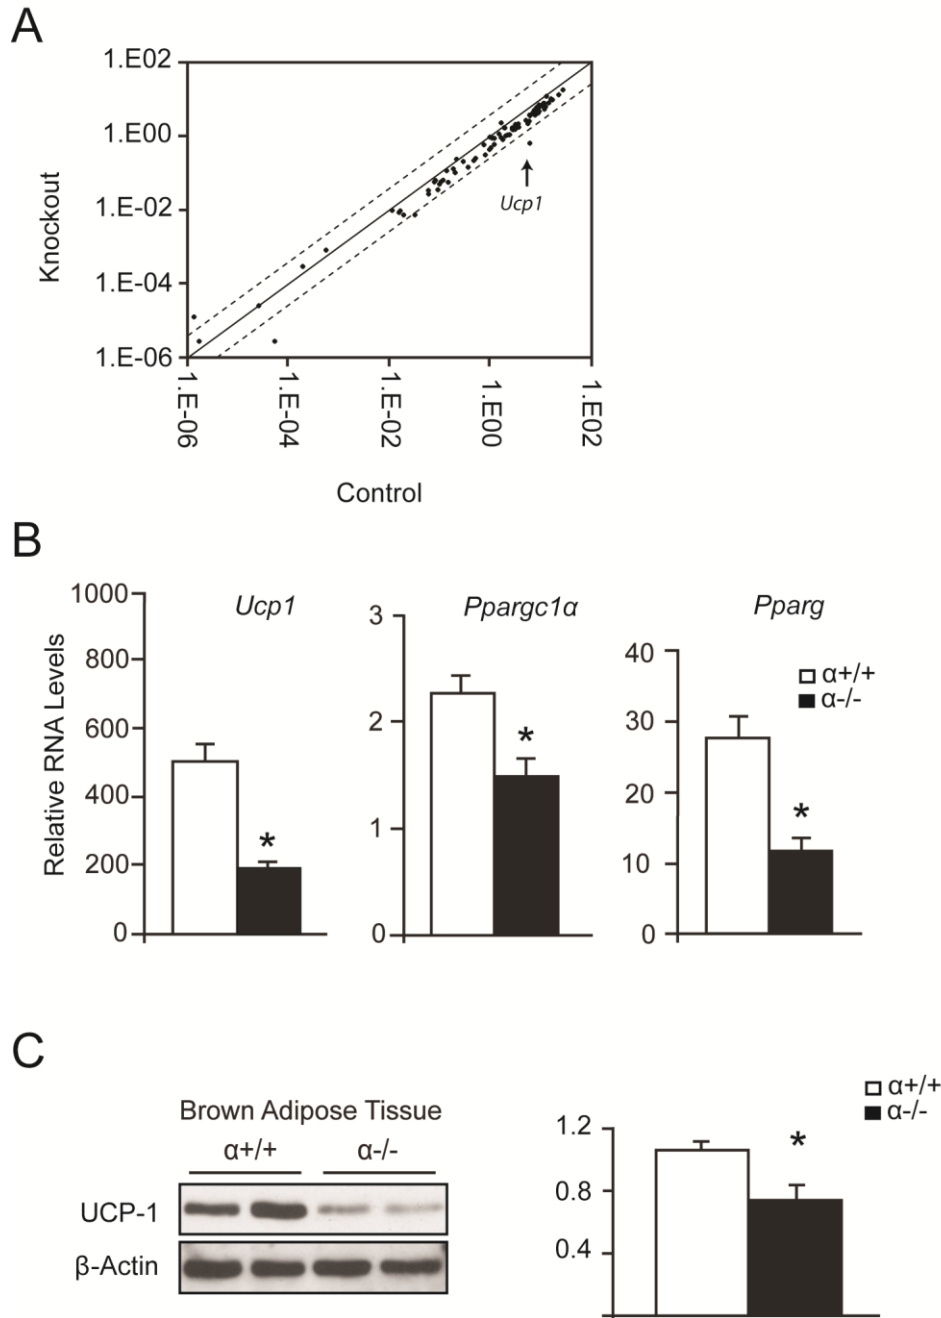 A
1.E02
1.E00
1.E-02
1.E-04
1.E-06
Knockout
Ucp1
1.E-06
1.E-04
1.E-02
1.E00
1.E02
Control
B
Relative RNA Levels
1000
800
600
400
200
0
Ucp1
*
3
2
1
0
Ppargc1α
*
40
30
20
10
0
Pparg
α+/+
α-/-
*
C
Brown Adipose Tissue
α+/+ α-/-
UCP-1
β-Actin
α+/+
α-/-
1.2
0.8
0.4
*